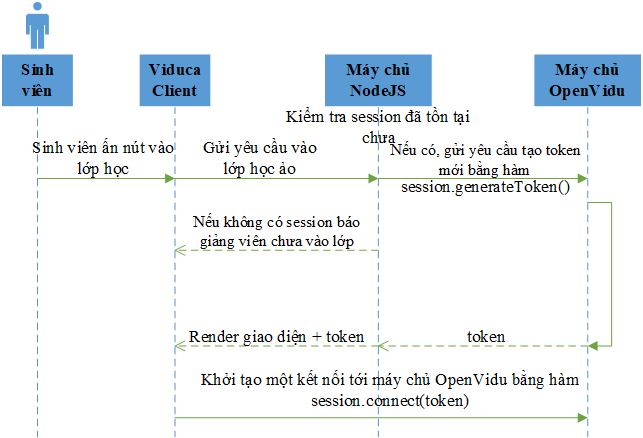 Sinh
viên
Viduca
Client
Máy chủ
NodeJS
Máy chủ
OpenVidu
Kiểm tra session đã tồn tại
chưa
Sinh viên ấn nút vào
lớp học
Gửi yêu cầu vào
lớp học ảo
Nếu có, gửi yêu cầu tạo token
mới bằng hàm
session.generateToken()
Nếu không có session báo
giảng viên chưa vào lớp
Render giao diện + token
token
Khởi tạo một kết nối tới máy chủ OpenVidu bằng hàm
session.connect(token)